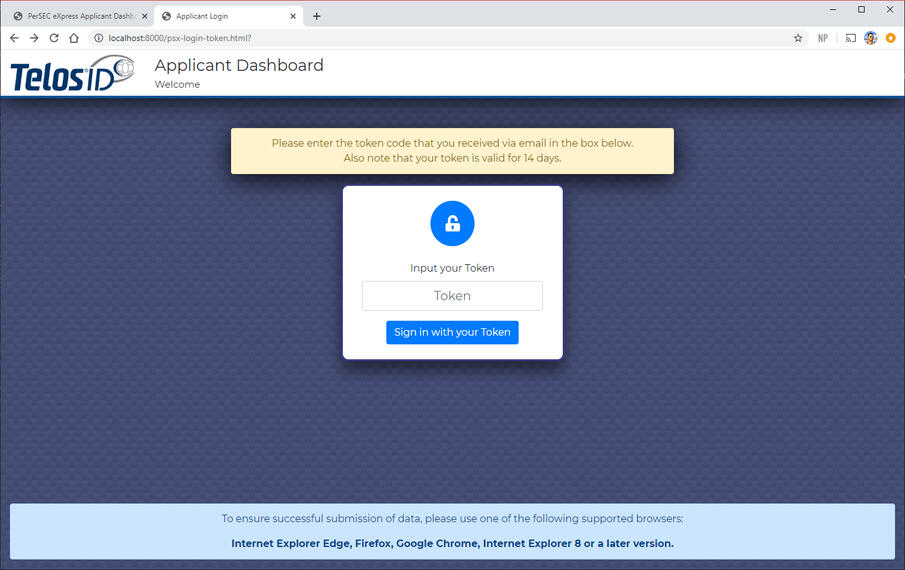 PerSEC eXpress Applicant Dashb
Applicant Login
localhost:8000/psx-login-token.html?
NP
Telos ID
Applicant Dashboard
Welcome
Please enter the token code that you received via email in the box below.
Also note that your token is valid for 14 days.
Input your Token
Token
Sign in with your Token
To ensure successful submission of data, please use one of the following supported browsers:
Internet Explorer Edge, Firefox, Google Chrome, Internet Explorer 8 or a later version.